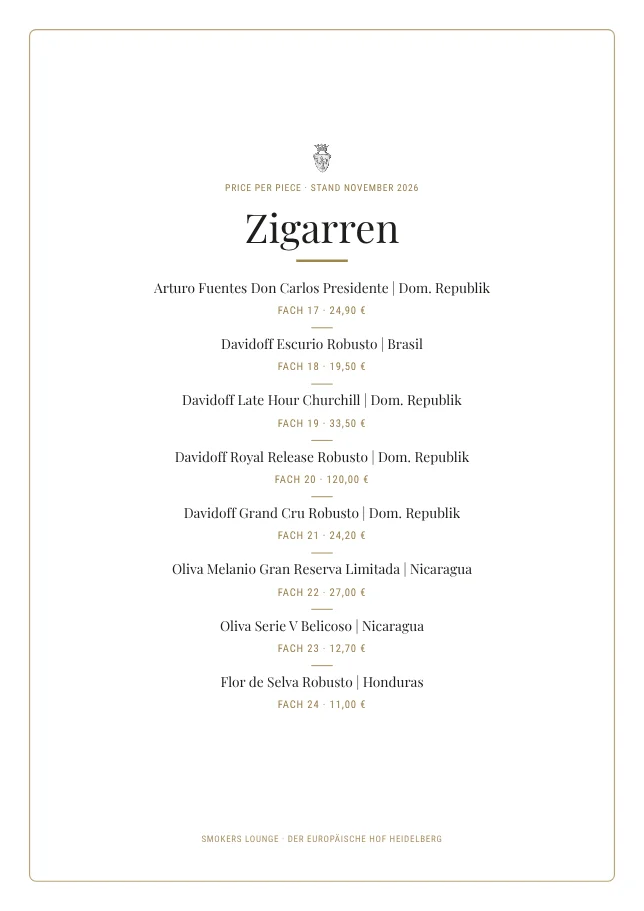 PRICE PER PIECE · STAND NOVEMBER 2026
Zigarren
Arturo Fuentes Don Carlos Presidente | Dom. Republik
FACH 17 · 24,90 €
Davidoff Escurio Robusto | Brasil
FACH 18 · 19,50 €
Davidoff Late Hour Churchill | Dom. Republik
FACH 19 · 33,50 €
Davidoff Royal Release Robusto | Dom. Republik
FACH 20 · 120,00 €
Davidoff Grand Cru Robusto | Dom. Republik
FACH 21 · 24,20 €
Oliva Melanio Gran Reserva Limitada | Nicaragua
FACH 22 · 27,00 €
Oliva Serie V Belicoso | Nicaragua
FACH 23 · 12,70 €
Flor de Selva Robusto | Honduras
FACH 24 · 11,00 €
SMOKERS LOUNGE · DER EUROPÄISCHE HOF HEIDELBERG